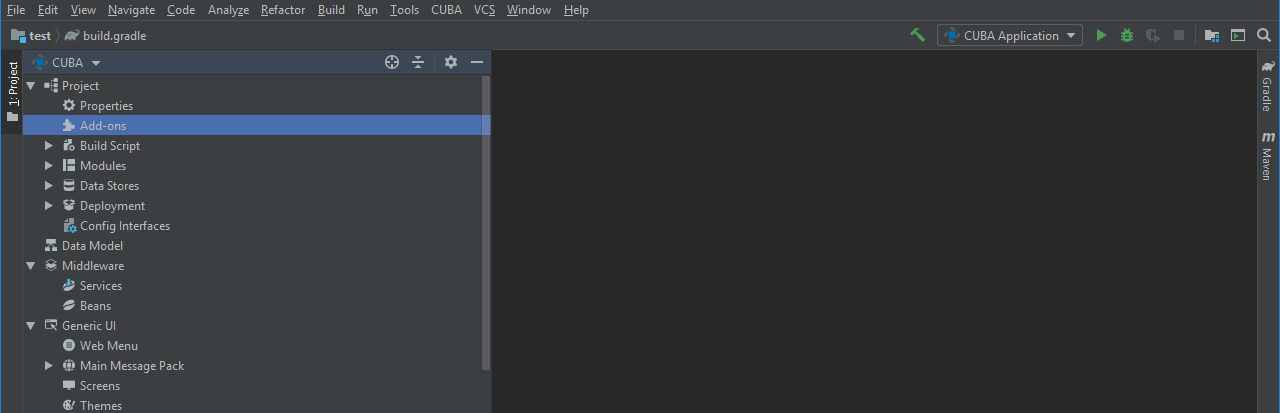 File Edit View Navigate Code Analyze Refactor Build Run Tools CUBA VCS Window Help
test build.gradle CUBA Application
1: Project
CUBA
Project
Properties
Add-ons
Build Script
Modules
Data Stores
Deployment
Config Interfaces
Data Model
Middleware
Services
Beans
Generic UI
Web Menu
Main Message Pack
Screens
Themes
Gradle
m
Maven